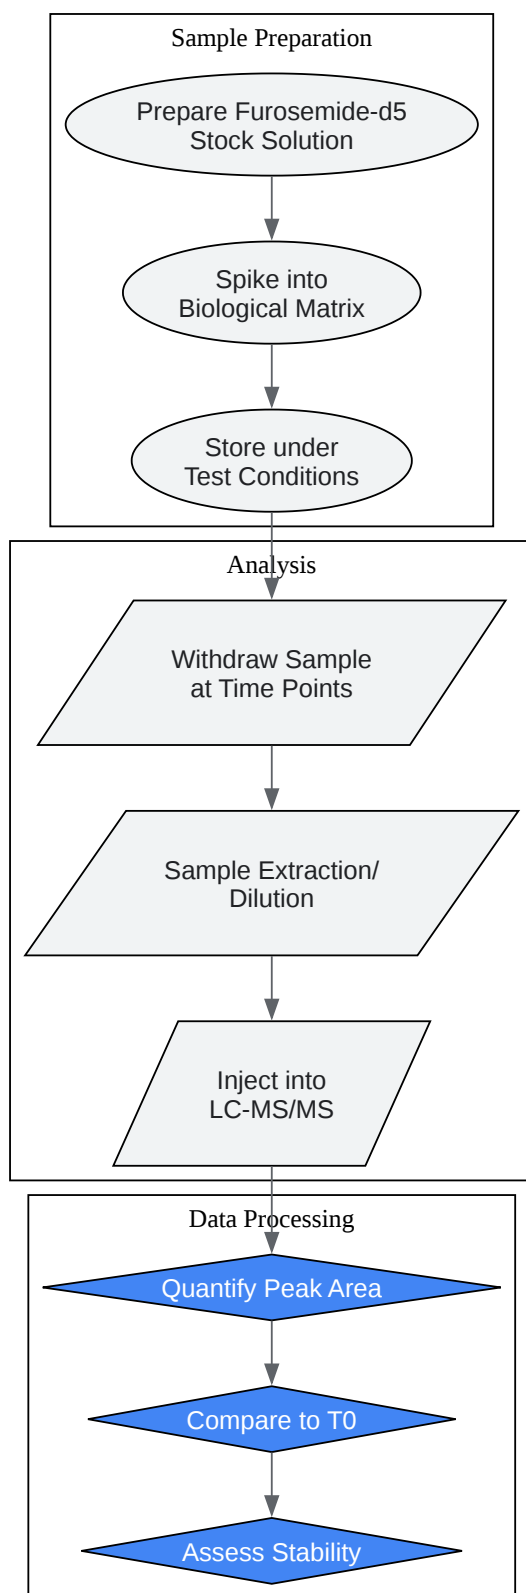 Sample Preparation
Prepare Furosemide-d5
Stock Solution
Spike into
Biological Matrix
Store under
Test Conditions
Analysis
Withdraw Sample
at Time Points
Sample Extraction/
Dilution
Inject into
LC-MS/MS
Data Processing
Quantify Peak Area
Compare to T0
Assess Stability